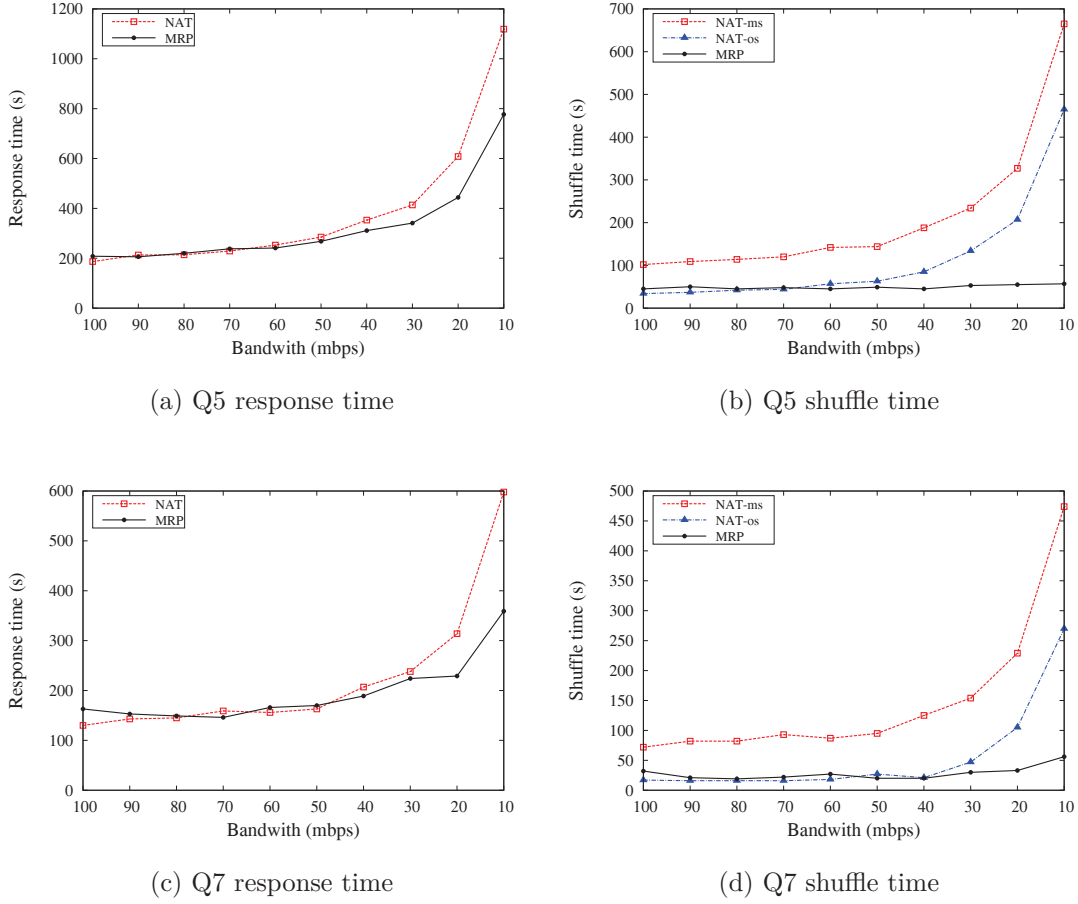 1200
1000
800
600
400
200
0
Response time (s)
NAT
MRP
100 90 80 70 60 50 40 30 20 10
Bandwith (mbps)
(a) Q5 response time
700
600
500
400
300
200
100
0
Shuffle time (s)
NAT-ms
NAT-os
MRP
100 90 80 70 60 50 40 30 20 10
Bandwith (mbps)
(b) Q5 shuffle time
600
500
400
300
200
100
0
Response time (s)
NAT
MRP
100 90 80 70 60 50 40 30 20 10
Bandwith (mbps)
(c) Q7 response time
500
450
400
350
300
250
200
150
100
50
0
Shuffle time (s)
NAT-ms
NAT-os
MRP
100 90 80 70 60 50 40 30 20 10
Bandwith (mbps)
(d) Q7 shuffle time